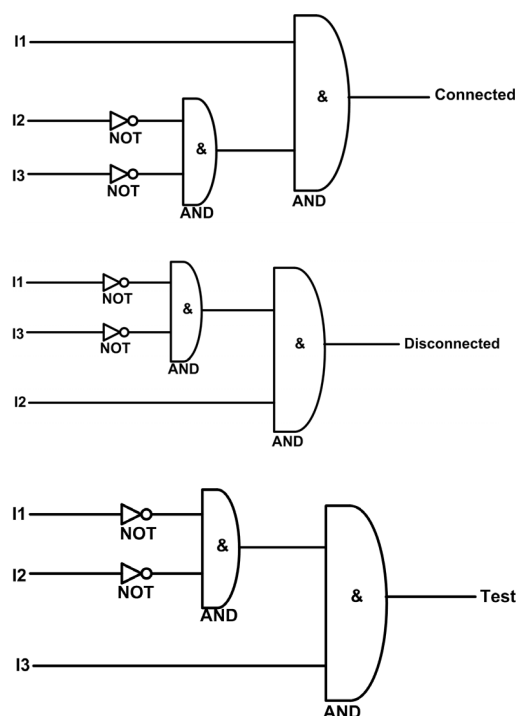 I1
&
Connected
I2
NOT
&
I3
NOT
AND
AND
I1
NOT
&
I3
NOT
&
Disconnected
AND
I2
AND
I1
NOT
&
I2
NOT
&
Test
AND
I3
AND